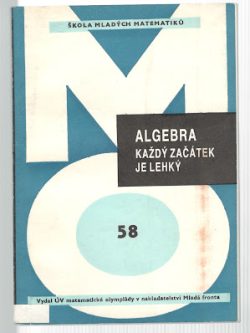 ŠKOLA MLADÝCH MATEMATIKŮ
ALGEBRA
KAŽDÝ ZAČÁTEK
JE LEHKÝ
58
Vydal ÚV matematické olympiády v nakladatelství Mladá fronta